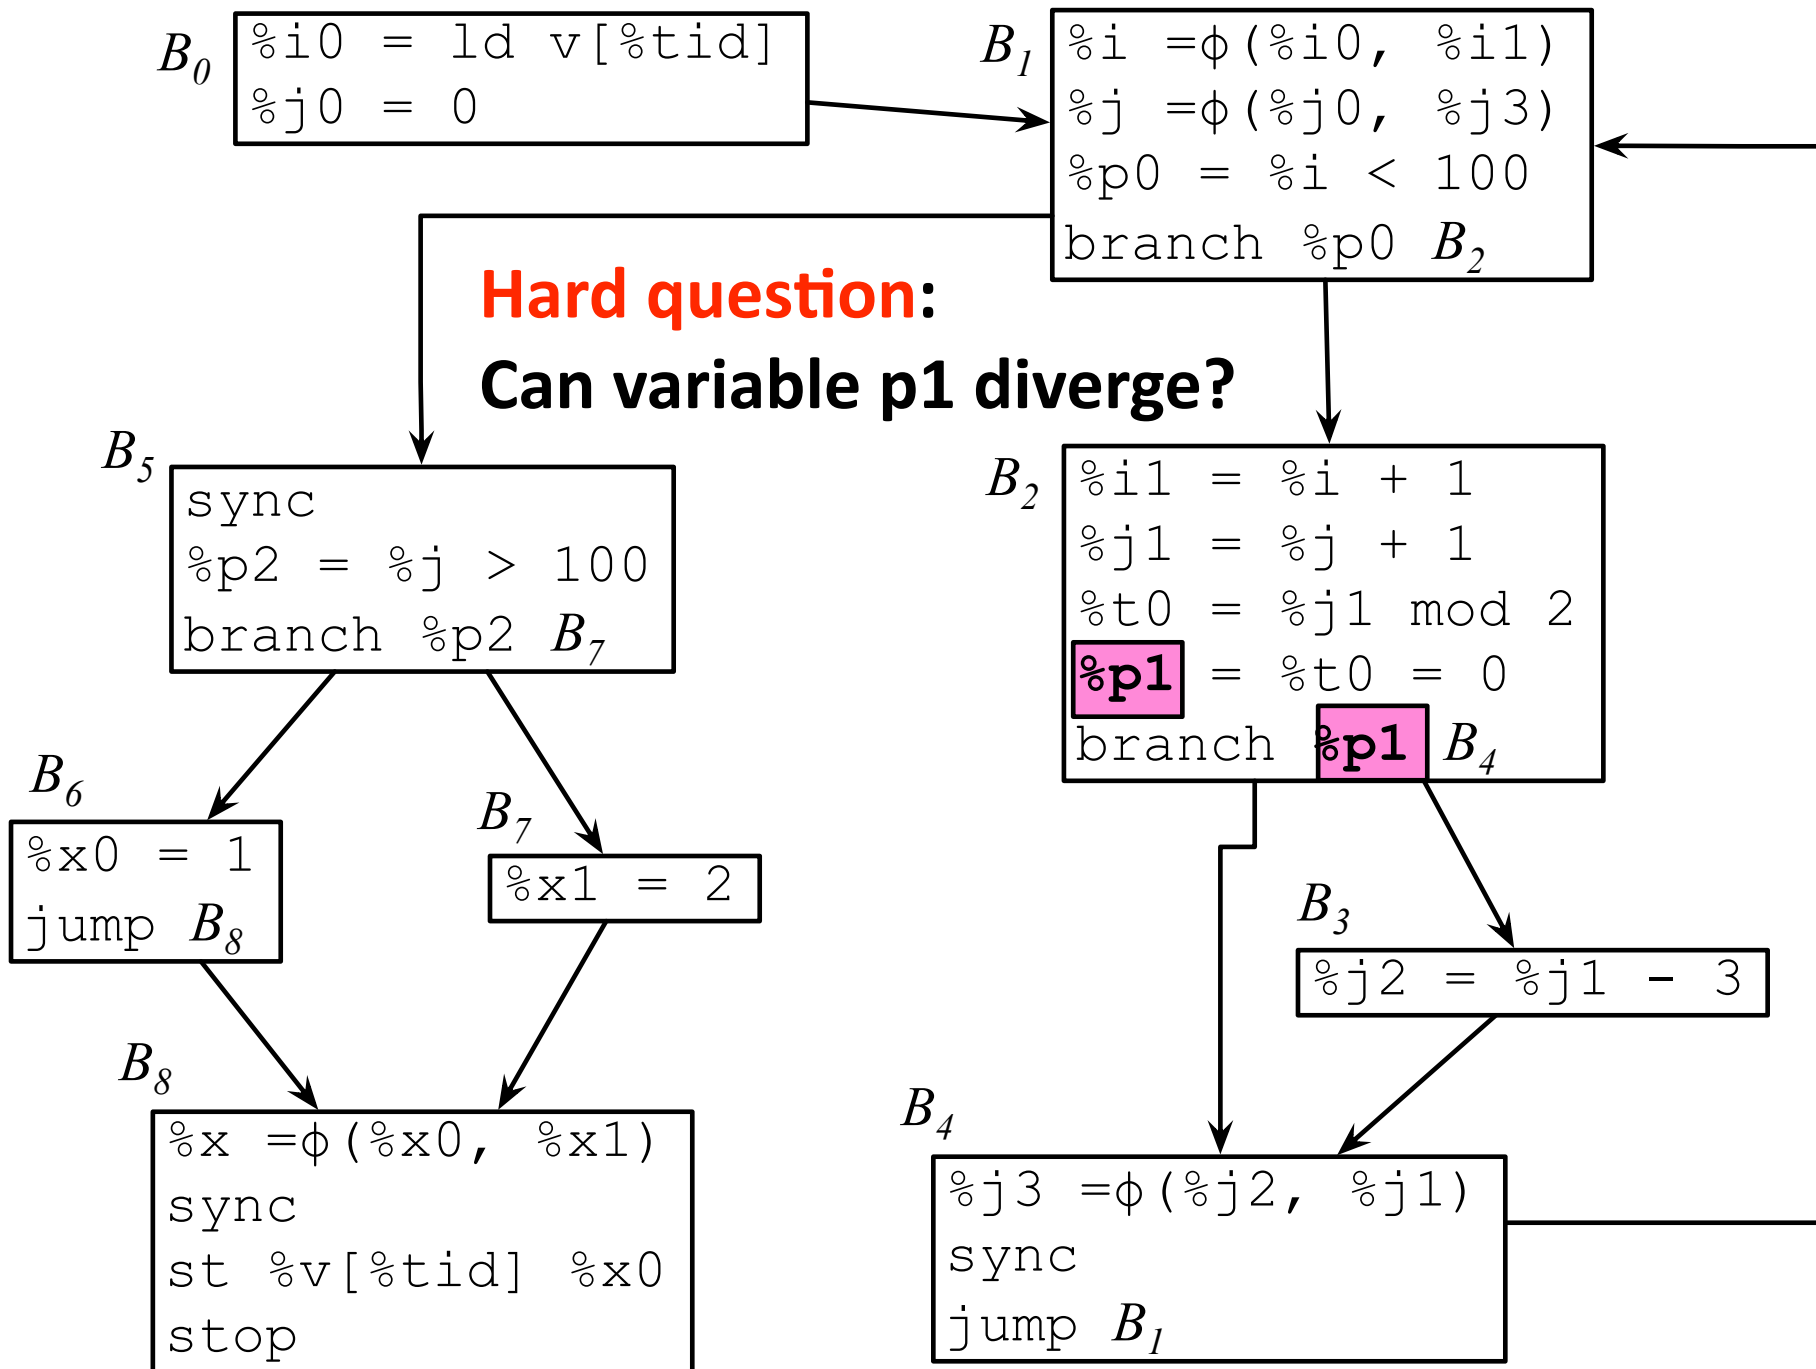 B0
%i0 = ld v[%tid]
%j0 = 0
B1
%i =ϕ(%i0, %i1)
%j =ϕ(%j0, %j3)
%p0 = %i < 100
branch %p0 B2
Hard question:
Can variable p1 diverge?
B5
sync
%p2 = %j > 100
branch %p2 B7
B2
%i1 = %i + 1
%j1 = %j + 1
%t0 = %j1 mod 2
%p1 = %t0 = 0
branch %p1 B4
B6
%x0 = 1
jump B8
B7
%x1 = 2
B3
%j2 = %j1 - 3
B8
%x =ϕ(%x0, %x1)
sync
st %v[%tid] %x0
stop
B4
%j3 =ϕ(%j2, %j1)
sync
jump B1